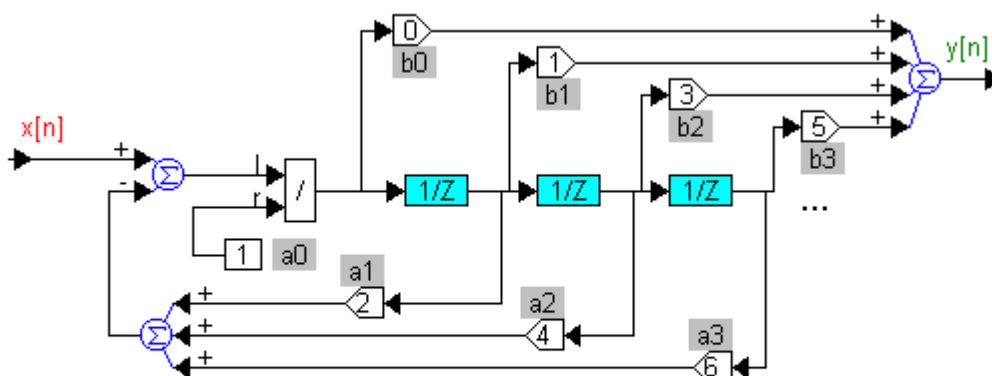 0
+
y[n]
b0
1
+
Σ
b1
+
3
x[n]
b2
+
5
+
l
b3
Σ
-
/
1/Z
1/Z
1/Z
r
...
1
a0
a1
+
2
a2
Σ
+
4
a3
+
6